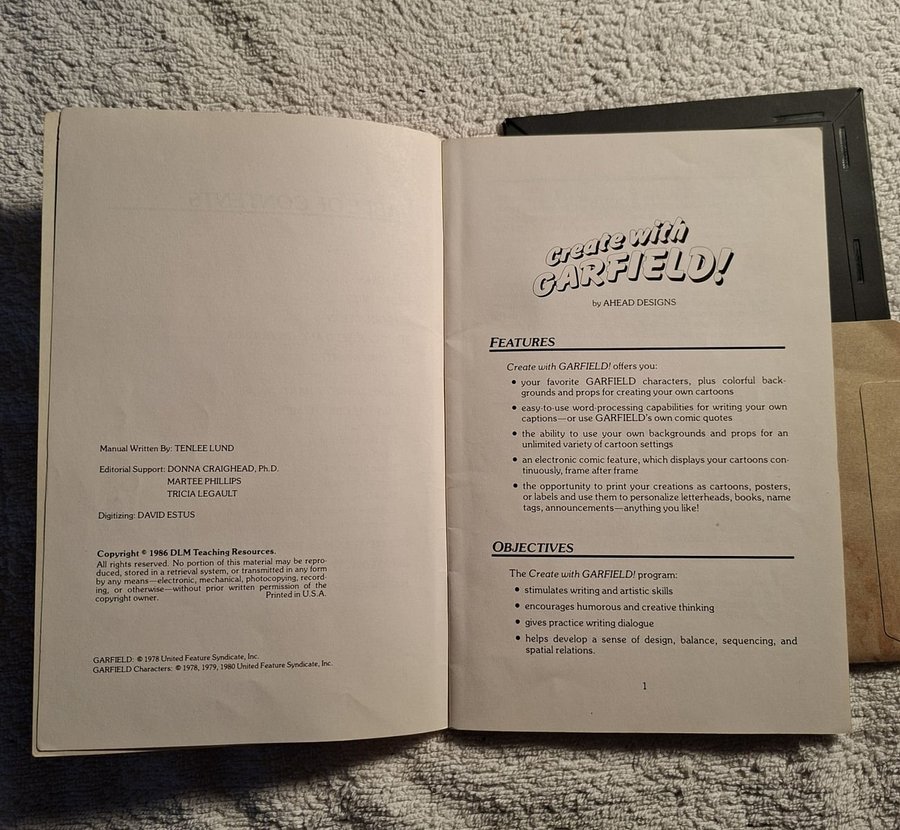 Manual Written By: TENLEE LUND
Editorial Support: DONNA CRAIGHEAD, Ph.D.
MARTEE PHILLIPS
TRICIA LEGAULT
Digitizing: DAVID ESTUS
Copyright © 1986 DLM Teaching Resources.
All rights reserved. No portion of this material may be repro-
duced, stored in a retrieval system, or transmitted in any form
by any means—electronic, mechanical, photocopying, record-
ing, or otherwise—without prior written permission of the
copyright owner. Printed in U.S.A.
GARFIELD: © 1978 United Feature Syndicate, Inc.
GARFIELD Characters: © 1978, 1979, 1980 United Feature Syndicate, Inc.
Create with
GARFIELD!
by AHEAD DESIGNS
FEATURES
Create with GARFIELD! offers you:
• your favorite GARFIELD characters, plus colorful back-
grounds and props for creating your own cartoons
• easy-to-use word-processing capabilities for writing your own
captions—or use GARFIELD's own comic quotes
• the ability to use your own backgrounds and props for an
unlimited variety of cartoon settings
• an electronic comic feature, which displays your cartoons con-
tinuously, frame after frame
• the opportunity to print your creations as cartoons, posters,
or labels and use them to personalize letterheads, books, name
tags, announcements—anything you like!
OBJECTIVES
The Create with GARFIELD! program:
• stimulates writing and artistic skills
• encourages humorous and creative thinking
• gives practice writing dialogue
• helps develop a sense of design, balance, sequencing, and
spatial relations.
1